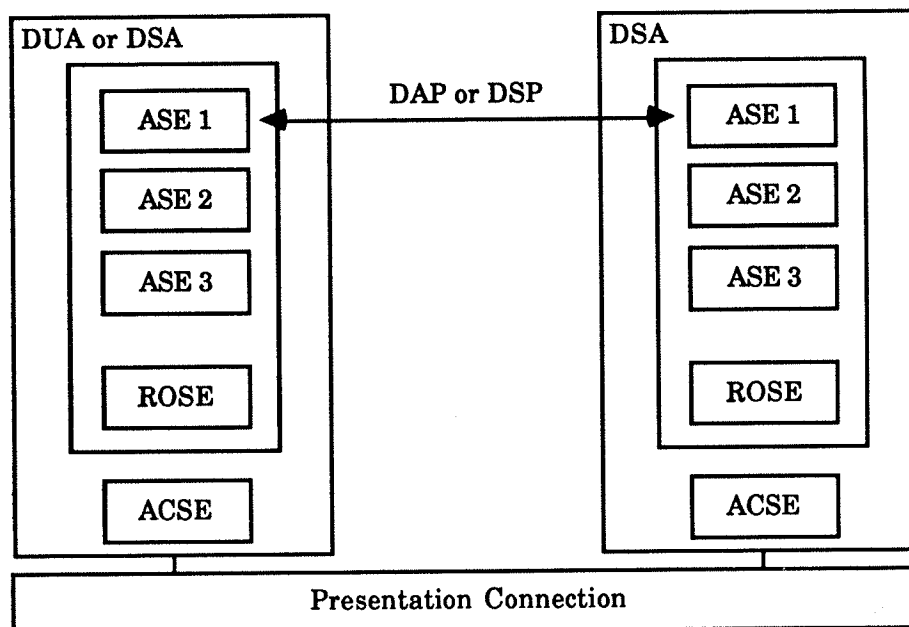 DUA or DSA
DSA
DAP or DSP
ASE 1
ASE 1
ASE 2
ASE 2
ASE 3
ASE 3
ROSE
ROSE
ACSE
ACSE
Presentation Connection